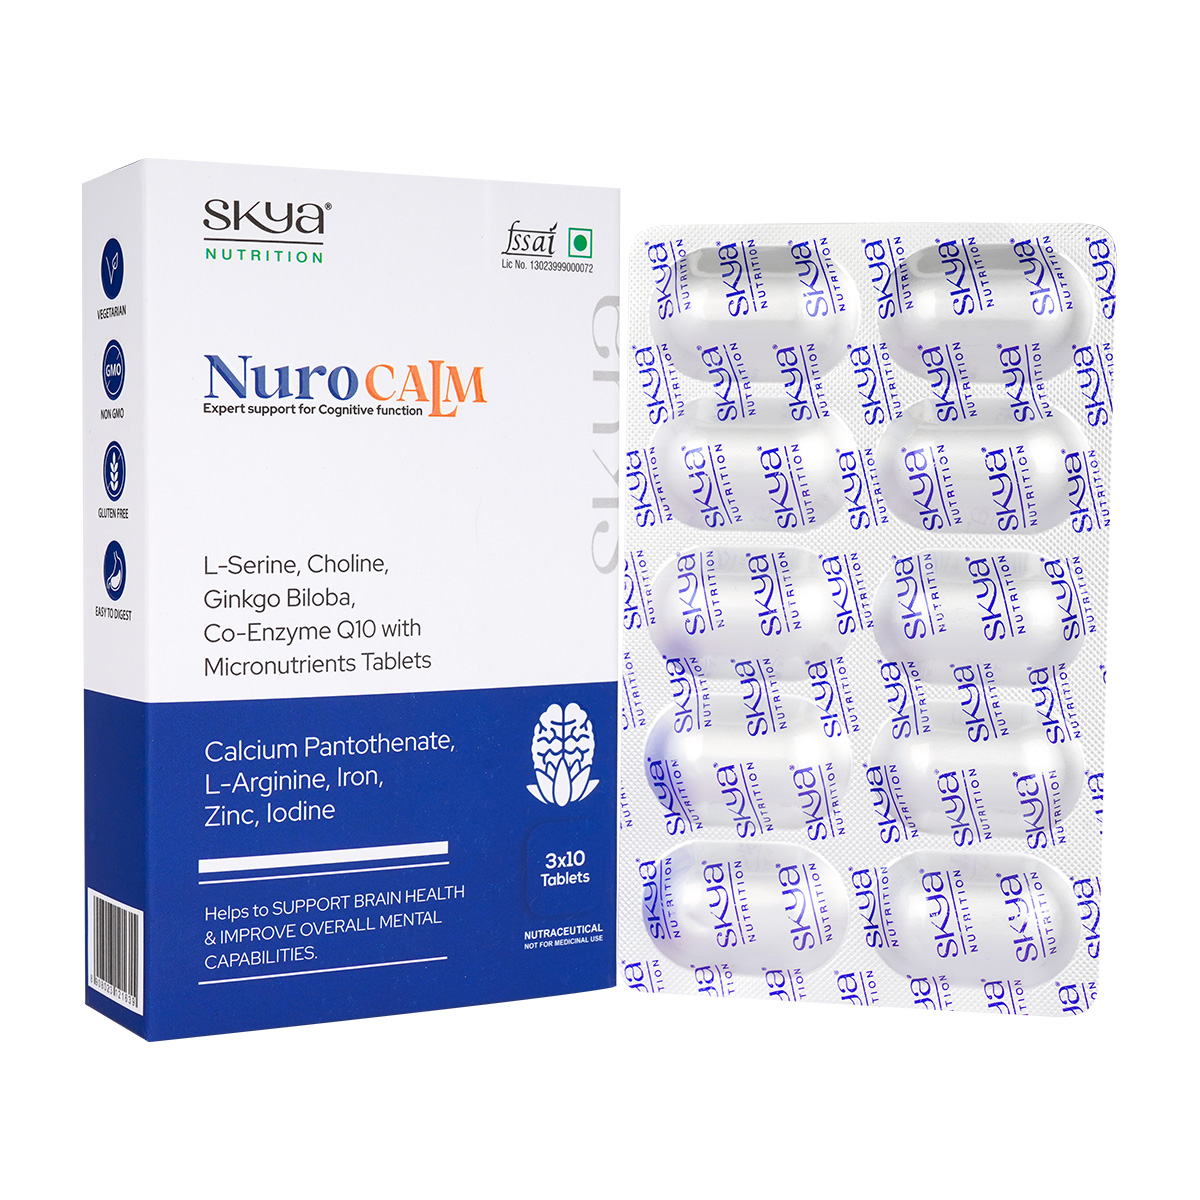 SKYa®
NUTRITION
fssai
Lic No. 13023999000072
VEGETARIAN
GMO
NON GMO
GLUTEN FREE
EASY TO DIGEST
NUROCALM
Expert support for Cognitive function
skya
L-Serine, Choline,
Ginkgo Biloba,
Co-Enzyme Q10 with
Micronutrients Tablets
Calcium Pantothenate,
L-Arginine, Iron,
Zinc, Iodine
3x10
Tablets
Helps to SUPPORT BRAIN HEALTH
& IMPROVE OVERALL MENTAL
CAPABILITIES.
NUTRACEUTICAL
NOT FOR MEDICINAL USE
SKYa®
NUTRITION